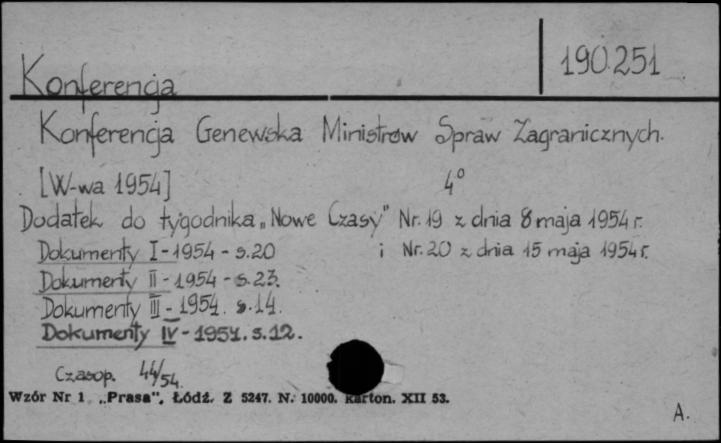 190.251
Konferencja
Konferencja Genewska Ministrów Spraw Zagranicznych.
[W-wa 1954] 4°
Dodatek do tygodnika „Nowe Czasy" Nr. 19 z dnia 8 maja 1954 r.
Dokumenty I - 1954 - s. 20 i Nr. 20 z dnia 15 maja 1954 r.
Dokumenty II - 1954 - s. 23.
Dokumenty III - 1954. s. 14.
Dokumenty IV - 1954. s. 12.
Czasop. 44/54.
Wzór Nr 1 „Prasa", Łódź. Z 5247. N. 10000. karton. XII 53.
A.